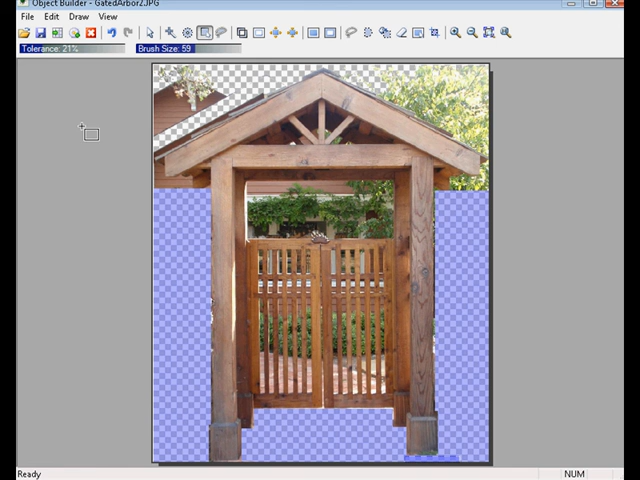 Object Builder - GatedArbor2JPG
File Edit Draw View
Tolerance: 21% Brush Size: 59
Ready NUM